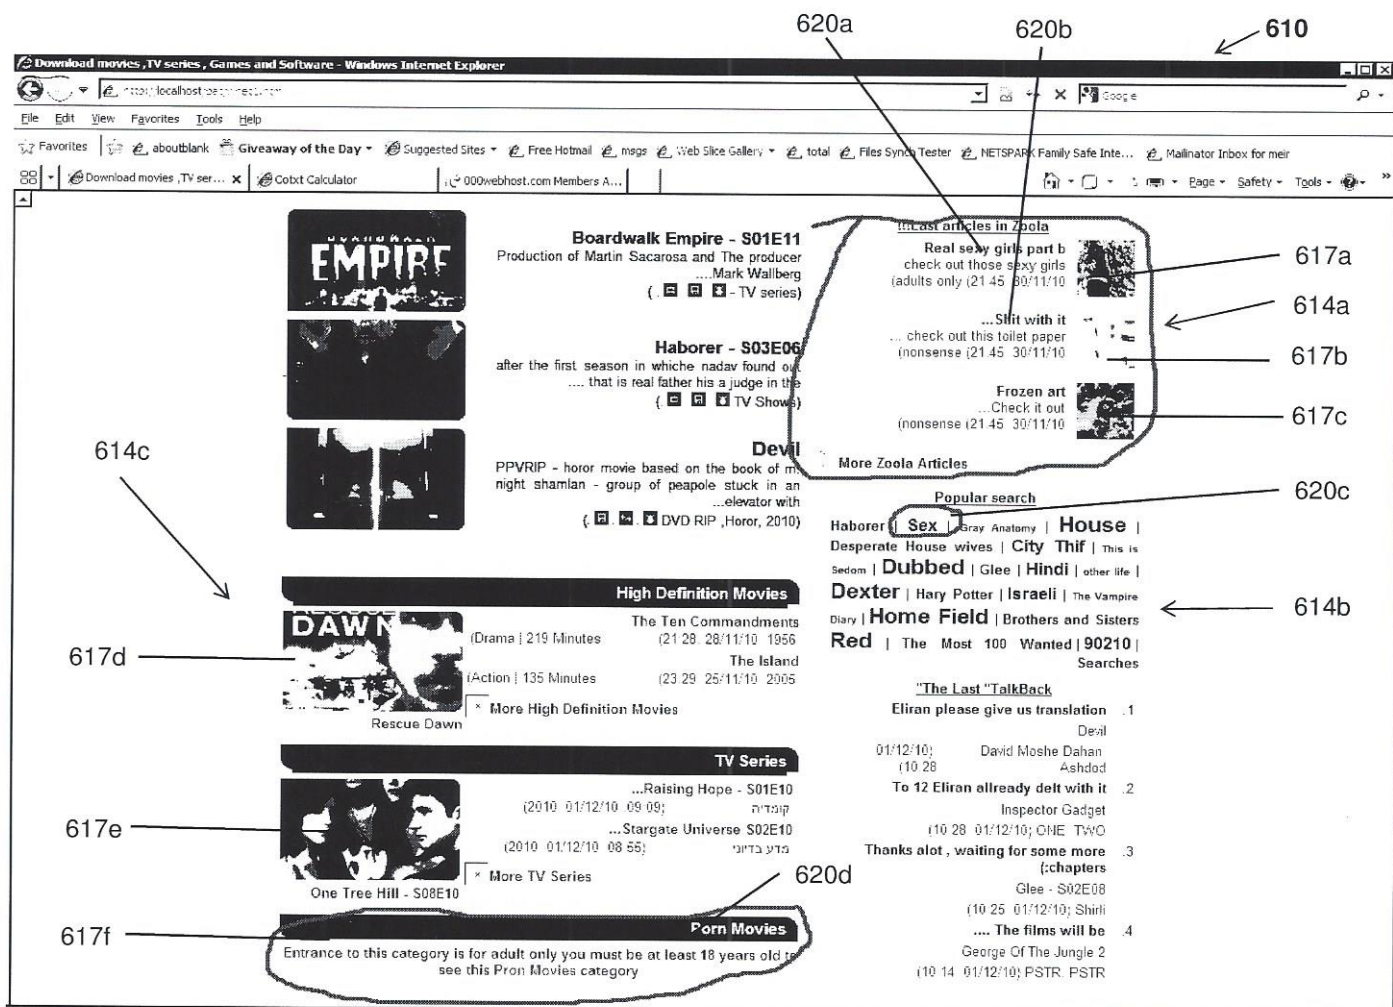 620a
620b
610
Download movies ,TV series , Games and Software - Windows Internet Explorer
localhost
Google
File Edit View Favorites Tools Help
Favorites aboutblank Giveaway of the Day Suggested Sites Free Hotmail msgs Web Slice Gallery total Files Synch Tester NETSPARK Family Safe Inte... Mailinator Inbox for meir
Download movies ,TV ser... x Cotxt Calculator 000webhost.com Members A...
Page Safety Tools
EMPIRE
Boardwalk Empire - S01E11
Production of Martin Sacarosa and The producer
....Mark Wallberg
( . - TV series)
Haborer - S03E06
after the first season in whiche nadav found out
.... that is real father his a judge in the
( . TV Shows)
Devil
PPVRIP - horor movie based on the book of m.
night shamlan - group of peapole stuck in an
...elevator with
(. . . DVD RIP ,Horor, 2010)
!!!Last articles in Zoola
Real sexy girls part b
check out those sexy girls
(adults only (21 45 30/11/10
...Shit with it
... check out this toilet paper
(nonsense (21.45 30/11/10
Frozen art
...Check it out
(nonsense (21 45 30/11/10
More Zoola Articles
617a
614a
617b
617c
620c
614b
Popular search
Haborer | Sex | Gray Anatomy | House |
Desperate House wives | City Thif | This is
Sedom | Dubbed | Glee | Hindi | other life |
Dexter | Hary Potter | Israeli | The Vampire
Diary | Home Field | Brothers and Sisters
Red | The Most 100 Wanted | 90210 |
Searches
614c
High Definition Movies
RESCUE
DAWN
The Ten Commandments
(Drama | 219 Minutes (21 28. 28/11/10 1956
The Island
(Action | 135 Minutes (23 29 25/11/10 2005
More High Definition Movies
Rescue Dawn
617d
TV Series
...Raising Hope - S01E10
(2010 01/12/10 09 09; קומדיה
...Stargate Universe S02E10
(2010 01/12/10 08 55) מדע בדיוני
More TV Series
One Tree Hill - S08E10
617e
620d
Porn Movies
Entrance to this category is for adult only you must be at least 18 years old to
see this Pron Movies category
617f
"The Last "TalkBack
Eliran please give us translation .1
Devil
01/12/10) David Moshe Dahan
(10 28 Ashdod
To 12 Eliran allready delt with it .2
Inspector Gadget
(10 28 01/12/10; ONE TWO
Thanks alot , waiting for some more .3
(:chapters
Glee - S02E08
(10 25 01/12/10; Shirli
.... The films will be .4
George Of The Jungle 2
(10 14 01/12/10) PSTR. PSTR